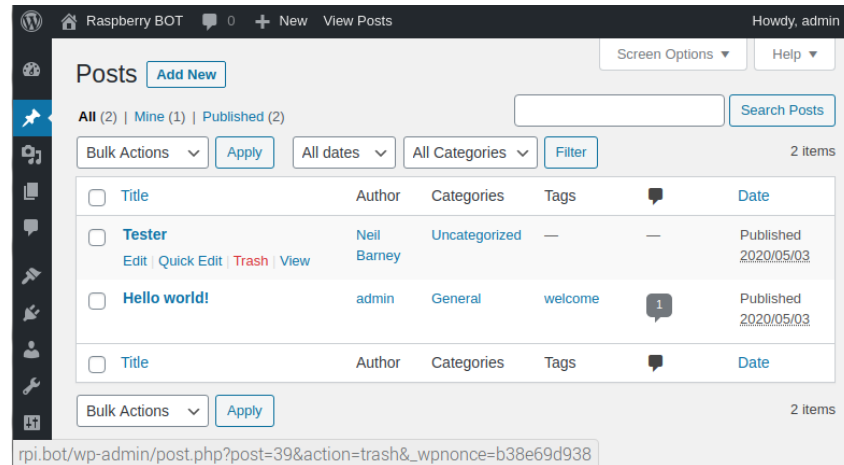 Raspberry BOT 0 New View Posts Howdy, admin
Screen Options Help
Posts Add New
All (2) | Mine (1) | Published (2) Search Posts
Bulk Actions Apply All dates All Categories Filter 2 items
Title Author Categories Tags Date
Tester Neil Barney Uncategorized — — Published 2020/05/03
Edit | Quick Edit | Trash | View
Hello world! admin General welcome 1 Published 2020/05/03
Title Author Categories Tags Date
Bulk Actions Apply 2 items
rpi.bot/wp-admin/post.php?post=39&action=trash&_wpnonce=b38e69d938